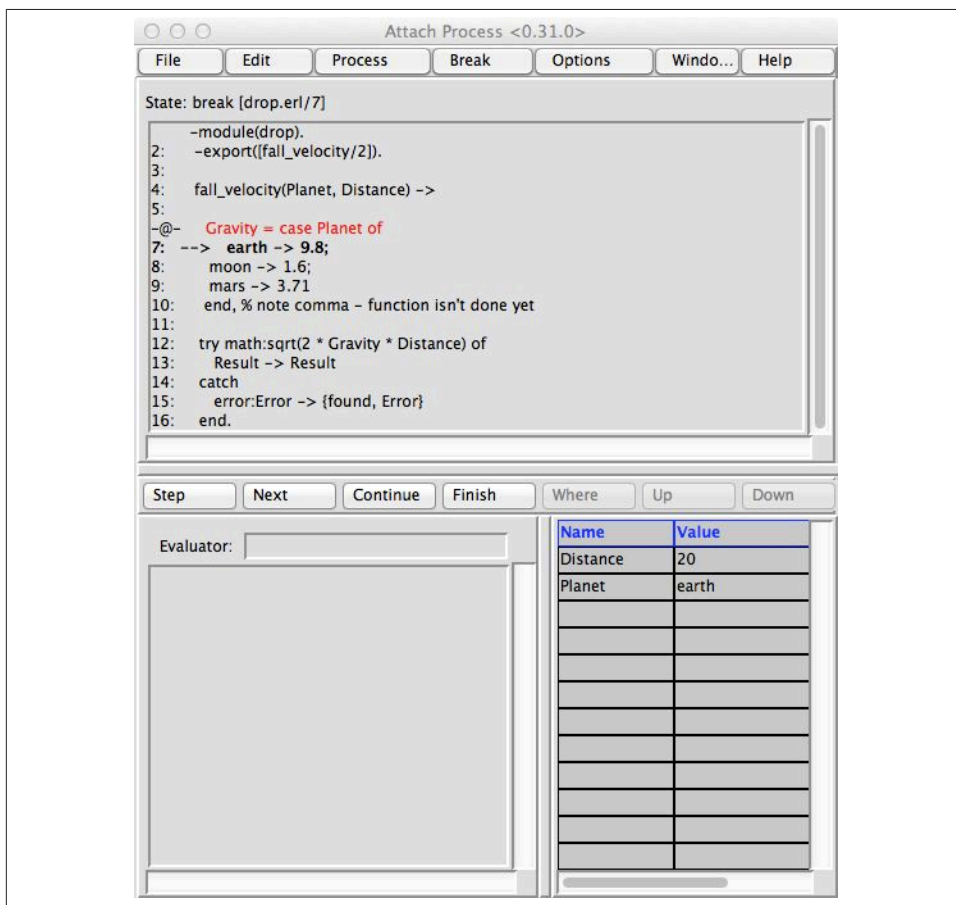 Attach Process <0.31.0>
File Edit Process Break Options Windo... Help
State: break [drop.erl/7]
-module(drop).
2: -export([fall_velocity/2]).
3:
4: fall_velocity(Planet, Distance) ->
5:
-@- Gravity = case Planet of
7: --> earth -> 9.8;
8: moon -> 1.6;
9: mars -> 3.71
10: end, % note comma - function isn't done yet
11:
12: try math:sqrt(2 * Gravity * Distance) of
13: Result -> Result
14: catch
15: error:Error -> {found, Error}
16: end.
Step Next Continue Finish Where Up Down
Evaluator:
Name Value
Distance 20
Planet earth